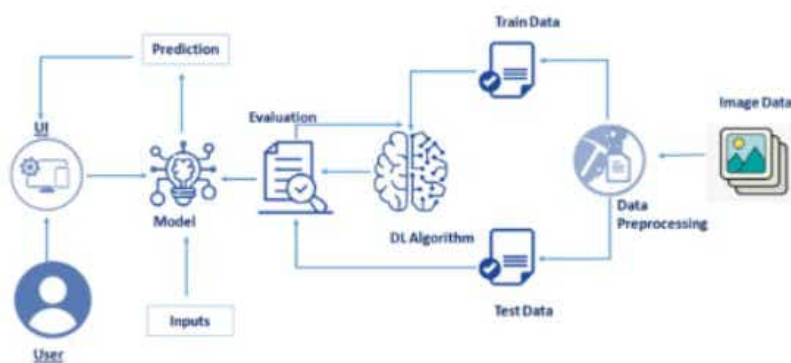 Train Data
Prediction
Image Data
Evaluation
UI
Model
DL Algorithm
Data
Preprocessing
Inputs
Test Data
User